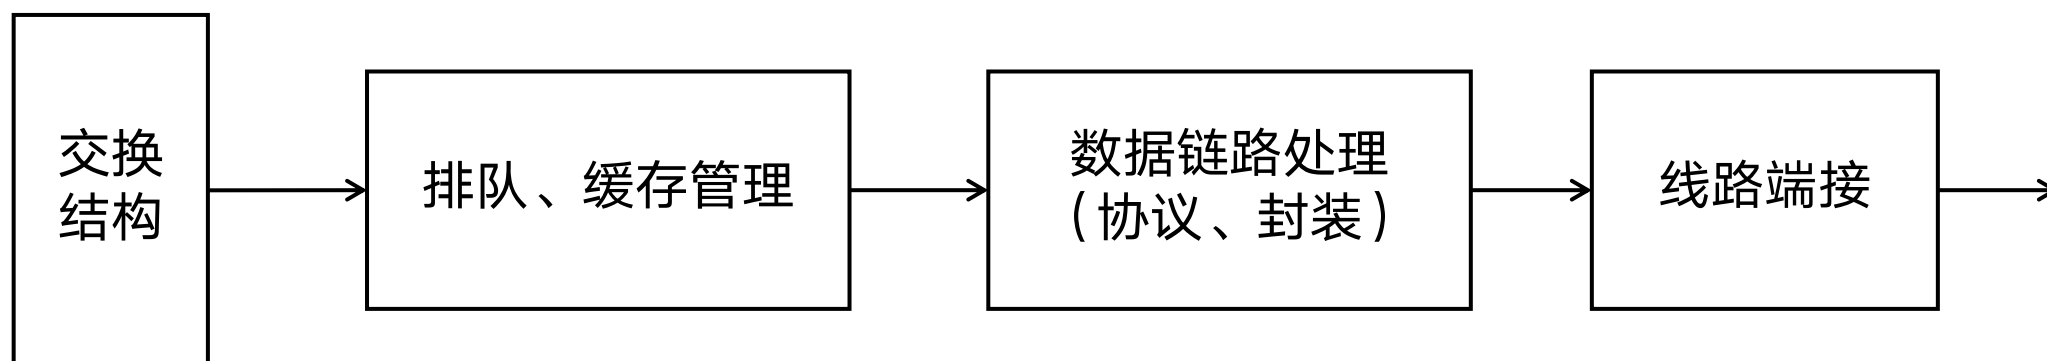 交换
结构
排队、缓存管理
数据链路处理
(协议、封装)
线路端接